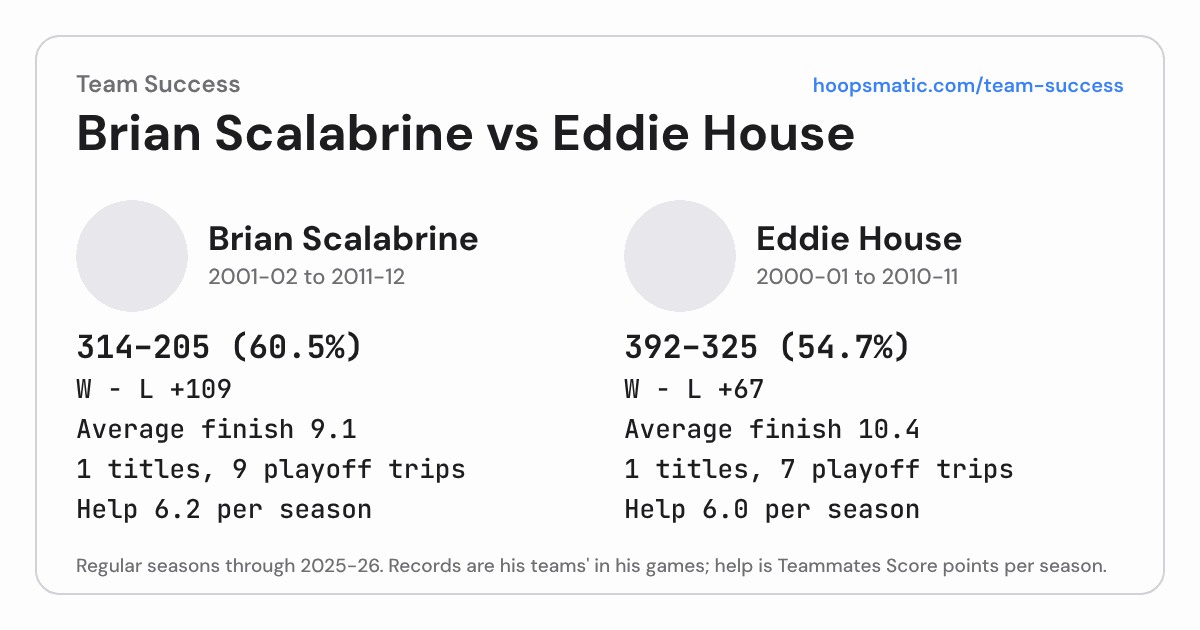 Team Success
hoopsmatic.com/team-success
Brian Scalabrine vs Eddie House
Brian Scalabrine
2001-02 to 2011-12
314-205 (60.5%)
W - L +109
Average finish 9.1
1 titles, 9 playoff trips
Help 6.2 per season
Eddie House
2000-01 to 2010-11
392-325 (54.7%)
W - L +67
Average finish 10.4
1 titles, 7 playoff trips
Help 6.0 per season
Regular seasons through 2025-26. Records are his teams' in his games; help is Teammates Score points per season.